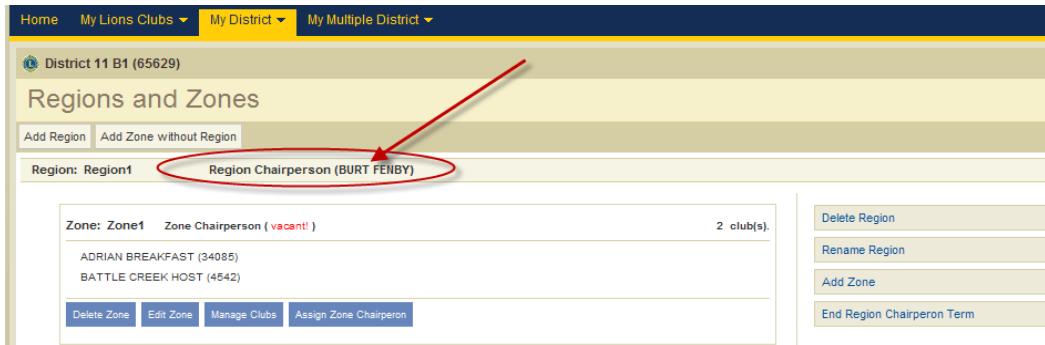 Home My Lions Clubs My District My Multiple District
District 11 B1 (65629)
Regions and Zones
Add Region Add Zone without Region
Region: Region1 Region Chairperson (BURT FENBY)
Zone: Zone1 Zone Chairperson ( vacant! ) 2 club(s).
ADRIAN BREAKFAST (34085)
BATTLE CREEK HOST (4542)
Delete Zone Edit Zone Manage Clubs Assign Zone Chairperon
Delete Region
Rename Region
Add Zone
End Region Chairperon Term